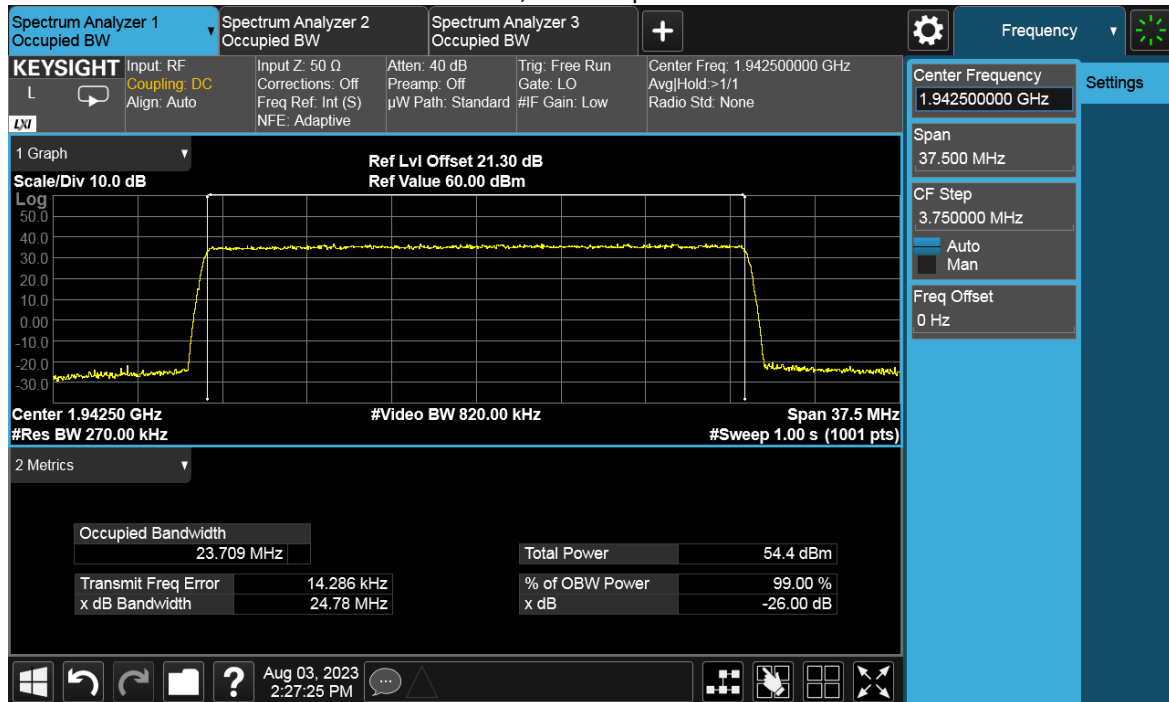 Spectrum Analyzer 1
Occupied BW
Spectrum Analyzer 2
Occupied BW
Spectrum Analyzer 3
Occupied BW
+
Frequency
KEYSIGHT
L
LXI
Input: RF
Coupling: DC
Align: Auto
Input Z: 50 Ω
Corrections: Off
Freq Ref: Int (S)
NFE: Adaptive
Atten: 40 dB
Preamp: Off
µW Path: Standard
Trig: Free Run
Gate: LO
#IF Gain: Low
Center Freq: 1.942500000 GHz
Avg|Hold:>1/1
Radio Std: None
Center Frequency
1.942500000 GHz
Settings
Span
37.500 MHz
CF Step
3.750000 MHz
Auto
Man
Freq Offset
0 Hz
1 Graph
Ref Lvl Offset 21.30 dB
Scale/Div 10.0 dB
Ref Value 60.00 dBm
Log
50.0
40.0
30.0
20.0
10.0
0.00
-10.0
-20.0
-30.0
Center 1.94250 GHz
#Video BW 820.00 kHz
Span 37.5 MHz
#Res BW 270.00 kHz
#Sweep 1.00 s (1001 pts)
2 Metrics
Occupied Bandwidth
23.709 MHz
Total Power 54.4 dBm
Transmit Freq Error 14.286 kHz
% of OBW Power 99.00 %
x dB Bandwidth 24.78 MHz
x dB -26.00 dB
?
Aug 03, 2023
2:27:25 PM